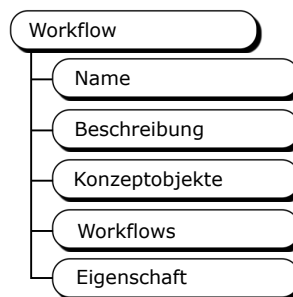 Workflow
Name
Beschreibung
Konzeptobjekte
Workflows
Eigenschaft